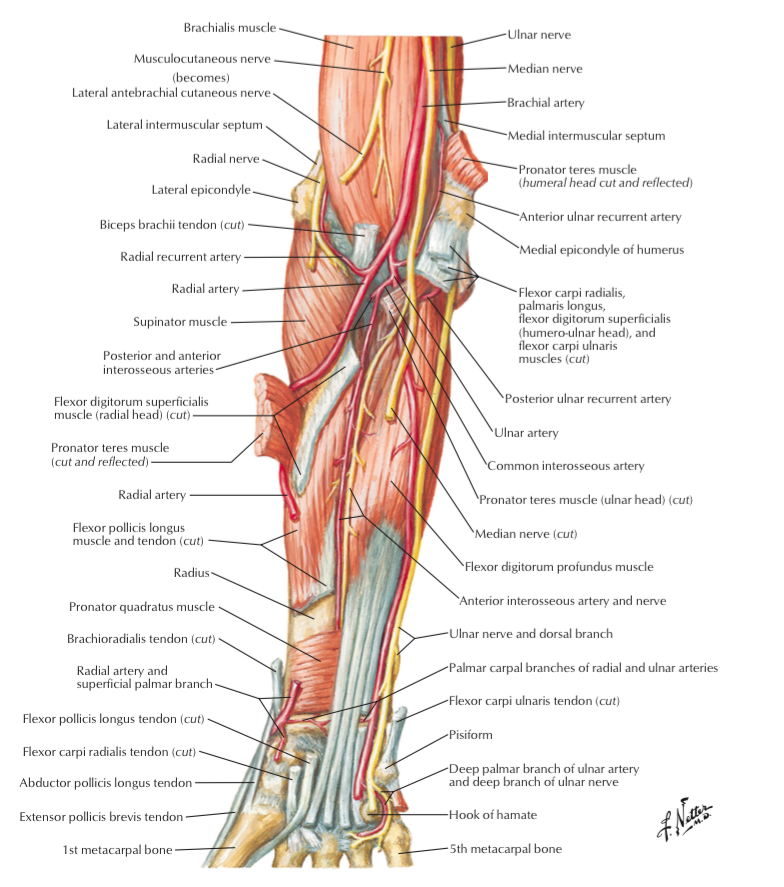 Brachialis muscle
Musculocutaneous nerve
(becomes)
Lateral antebrachial cutaneous nerve
Lateral intermuscular septum
Radial nerve
Lateral epicondyle
Biceps brachii tendon (cut)
Radial recurrent artery
Radial artery
Supinator muscle
Posterior and anterior
interosseous arteries
Flexor digitorum superficialis
muscle (radial head) (cut)
Pronator teres muscle
(cut and reflected)
Radial artery
Flexor pollicis longus
muscle and tendon (cut)
Radius
Pronator quadratus muscle
Brachioradialis tendon (cut)
Radial artery and
superficial palmar branch
Flexor pollicis longus tendon (cut)
Flexor carpi radialis tendon (cut)
Abductor pollicis longus tendon
Extensor pollicis brevis tendon
1st metacarpal bone
Ulnar nerve
Median nerve
Brachial artery
Medial intermuscular septum
Pronator teres muscle
(humeral head cut and reflected)
Anterior ulnar recurrent artery
Medial epicondyle of humerus
Flexor carpi radialis,
palmaris longus,
flexor digitorum superficialis
(humero-ulnar head), and
flexor carpi ulnaris
muscles (cut)
Posterior ulnar recurrent artery
Ulnar artery
Common interosseous artery
Pronator teres muscle (ulnar head) (cut)
Median nerve (cut)
Flexor digitorum profundus muscle
Anterior interosseous artery and nerve
Ulnar nerve and dorsal branch
Palmar carpal branches of radial and ulnar arteries
Flexor carpi ulnaris tendon (cut)
Pisiform
Deep palmar branch of ulnar artery
and deep branch of ulnar nerve
Hook of hamate
5th metacarpal bone
F. Netter
M.D.